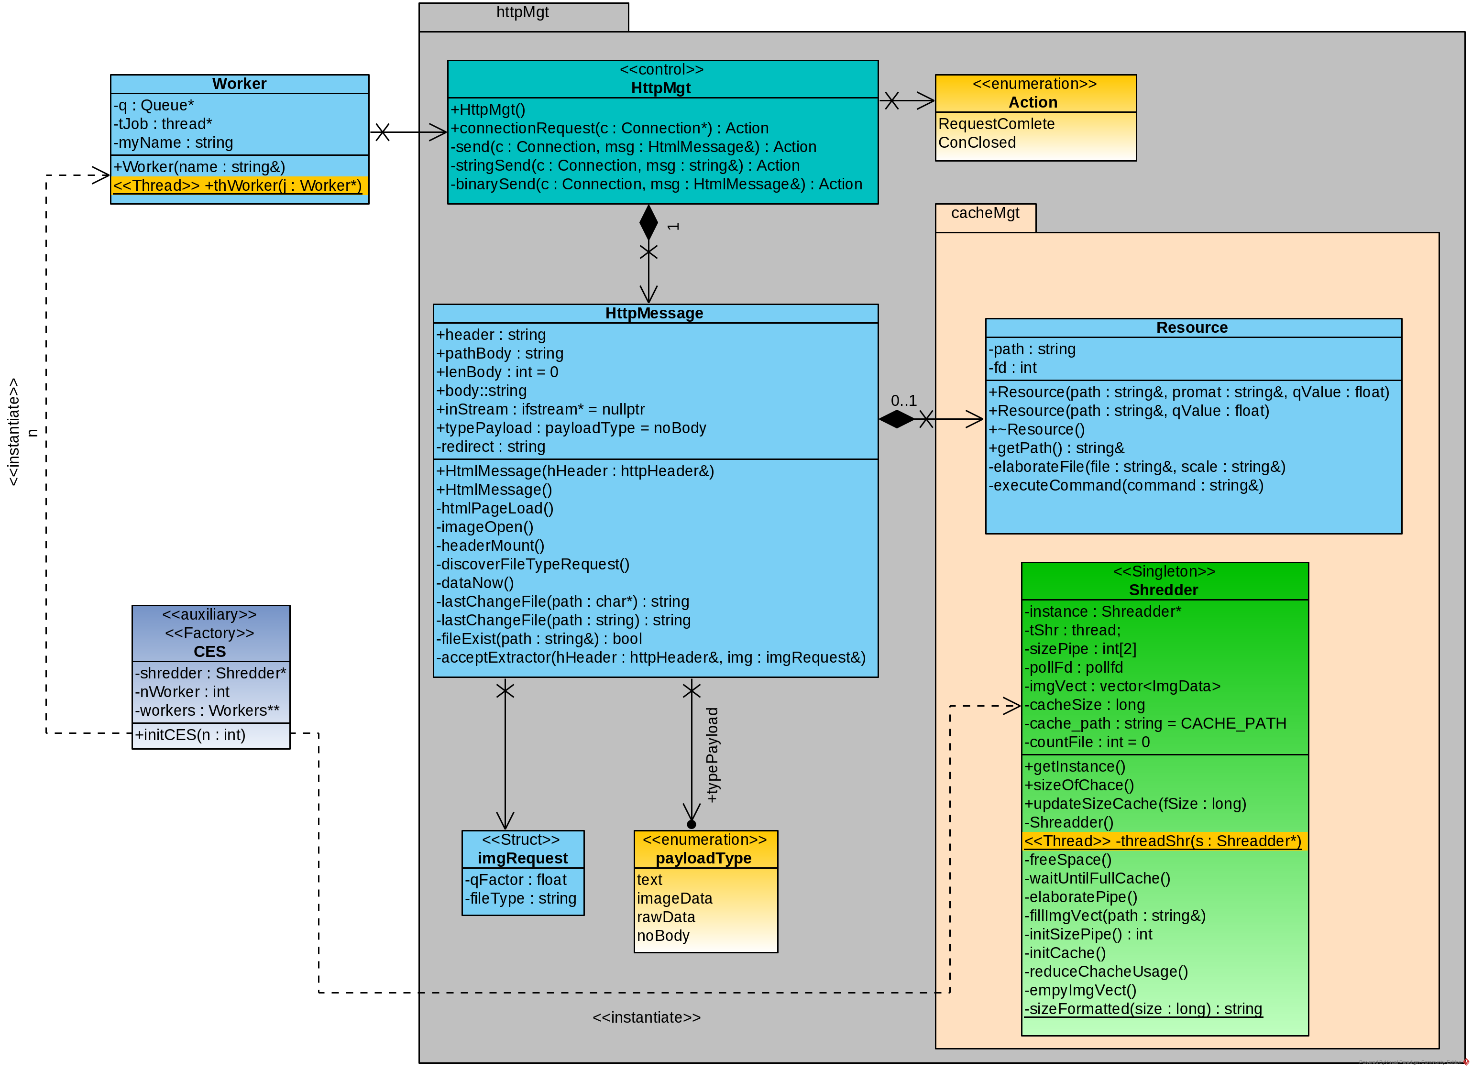 httpMgt
Worker
-q : Queue*
-tJob : thread*
-myName : string
+Worker(name : string&)
<<Thread>> +thWorker(j : Worker*)
<<control>>
HttpMgt
+HttpMgt()
+connectionRequest(c : Connection*) : Action
-send(c : Connection, msg : HtmlMessage&) : Action
-stringSend(c : Connection, msg : string&) : Action
-binarySend(c : Connection, msg : HtmlMessage&) : Action
<<enumeration>>
Action
RequestComlete
ConClosed
1
cacheMgt
HttpMessage
+header : string
+pathBody : string
+lenBody : int = 0
+body::string
+inStream : ifstream* = nullptr
+typePayload : payloadType = noBody
-redirect : string
+HtmlMessage(hHeader : httpHeader&)
+HtmlMessage()
-htmlPageLoad()
-imageOpen()
-headerMount()
-discoverFileTypeRequest()
-dataNow()
-lastChangeFile(path : char*) : string
-lastChangeFile(path : string) : string
-fileExist(path : string&) : bool
-acceptExtractor(hHeader : httpHeader&, img : imgRequest&)
0..1
Resource
-path : string
-fd : int
+Resource(path : string&, promat : string&, qValue : float)
+Resource(path : string&, qValue : float)
+~Resource()
+getPath() : string&
-elaborateFile(file : string&, scale : string&)
-executeCommand(command : string&)
<<instantiate>>
n
<<auxiliary>>
<<Factory>>
CES
-shredder : Shredder*
-nWorker : int
-workers : Workers**
+initCES(n : int)
<<Singleton>>
Shredder
-instance : Shreadder*
-tShr : thread;
-sizePipe : int[2]
-pollFd : pollfd
-imgVect : vector<ImgData>
-cacheSize : long
-cache_path : string = CACHE_PATH
-countFile : int = 0
+getInstance()
+sizeOfChace()
+updateSizeCache(fSize : long)
-Shreadder()
<<Thread>> -threadShr(s : Shreadder*)
-freeSpace()
-waitUntilFullCache()
-elaboratePipe()
-fillImgVect(path : string&)
-initSizePipe() : int
-initCache()
-reduceChacheUsage()
-empyImgVect()
-sizeFormatted(size : long) : string
+typePayload
<<Struct>>
imgRequest
-qFactor : float
-fileType : string
<<enumeration>>
payloadType
text
imageData
rawData
noBody
<<instantiate>>